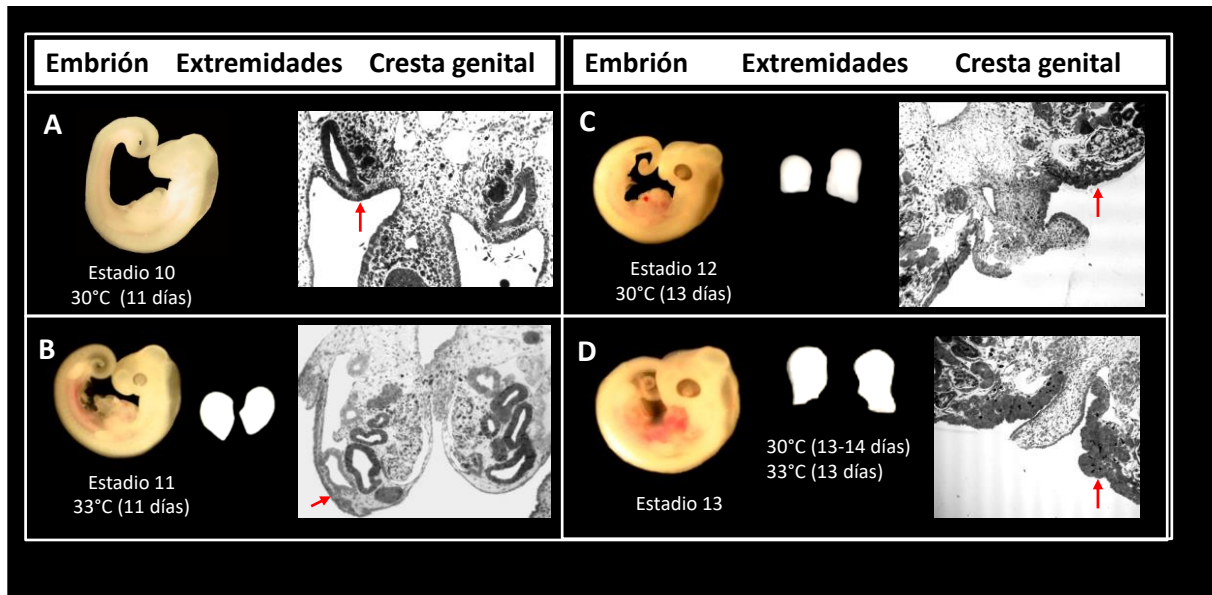 Embrión Extremidades Cresta genital
Embrión Extremidades Cresta genital
A
Estadio 10
30°C (11 días)
B
Estadio 11
33°C (11 días)
C
Estadio 12
30°C (13 días)
D
30°C (13-14 días)
33°C (13 días)
Estadio 13